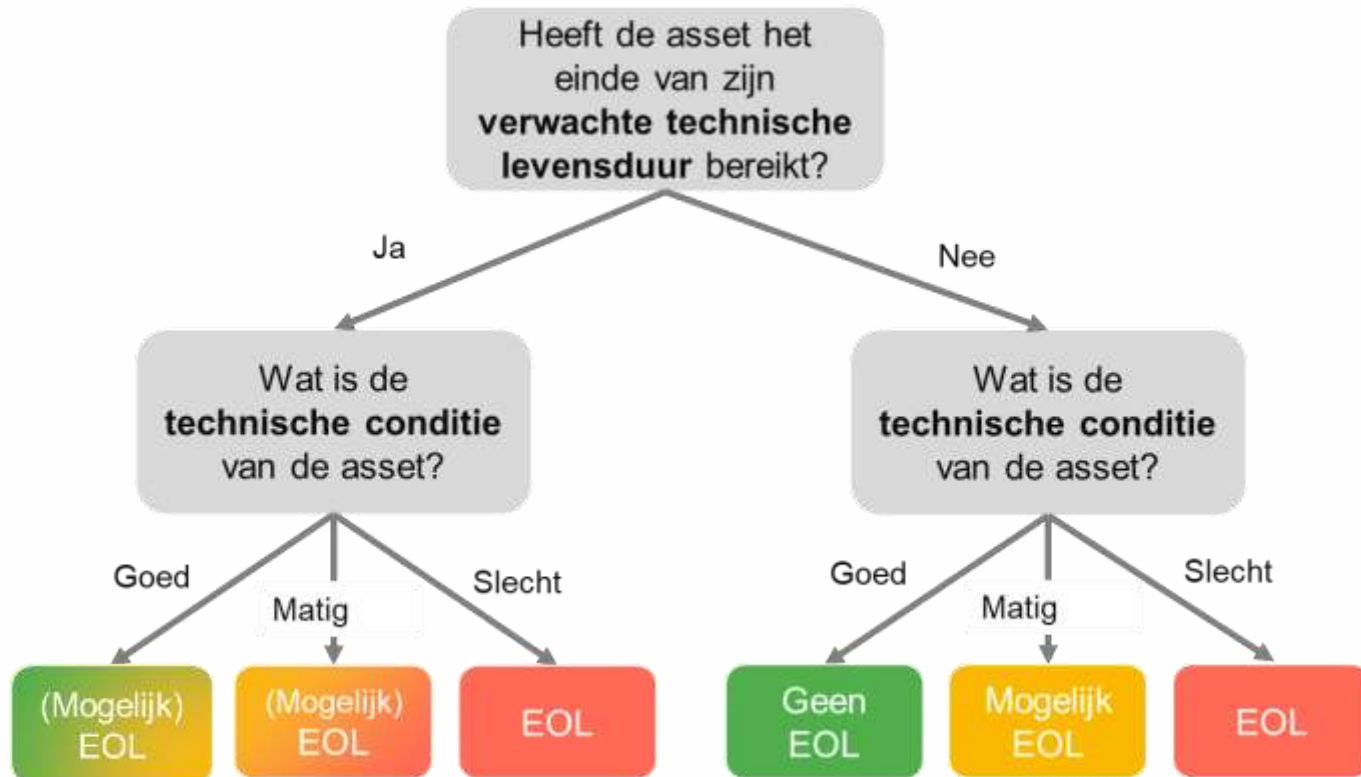 Heeft de asset het
einde van zijn
verwachte technische
levensduur bereikt?
Ja
Nee
Wat is de
technische conditie
van de asset?
Wat is de
technische conditie
van de asset?
Goed
Matig
Slecht
Goed
Matig
Slecht
(Mogelijk)
EOL
(Mogelijk)
EOL
EOL
Geen
EOL
Mogelijk
EOL
EOL